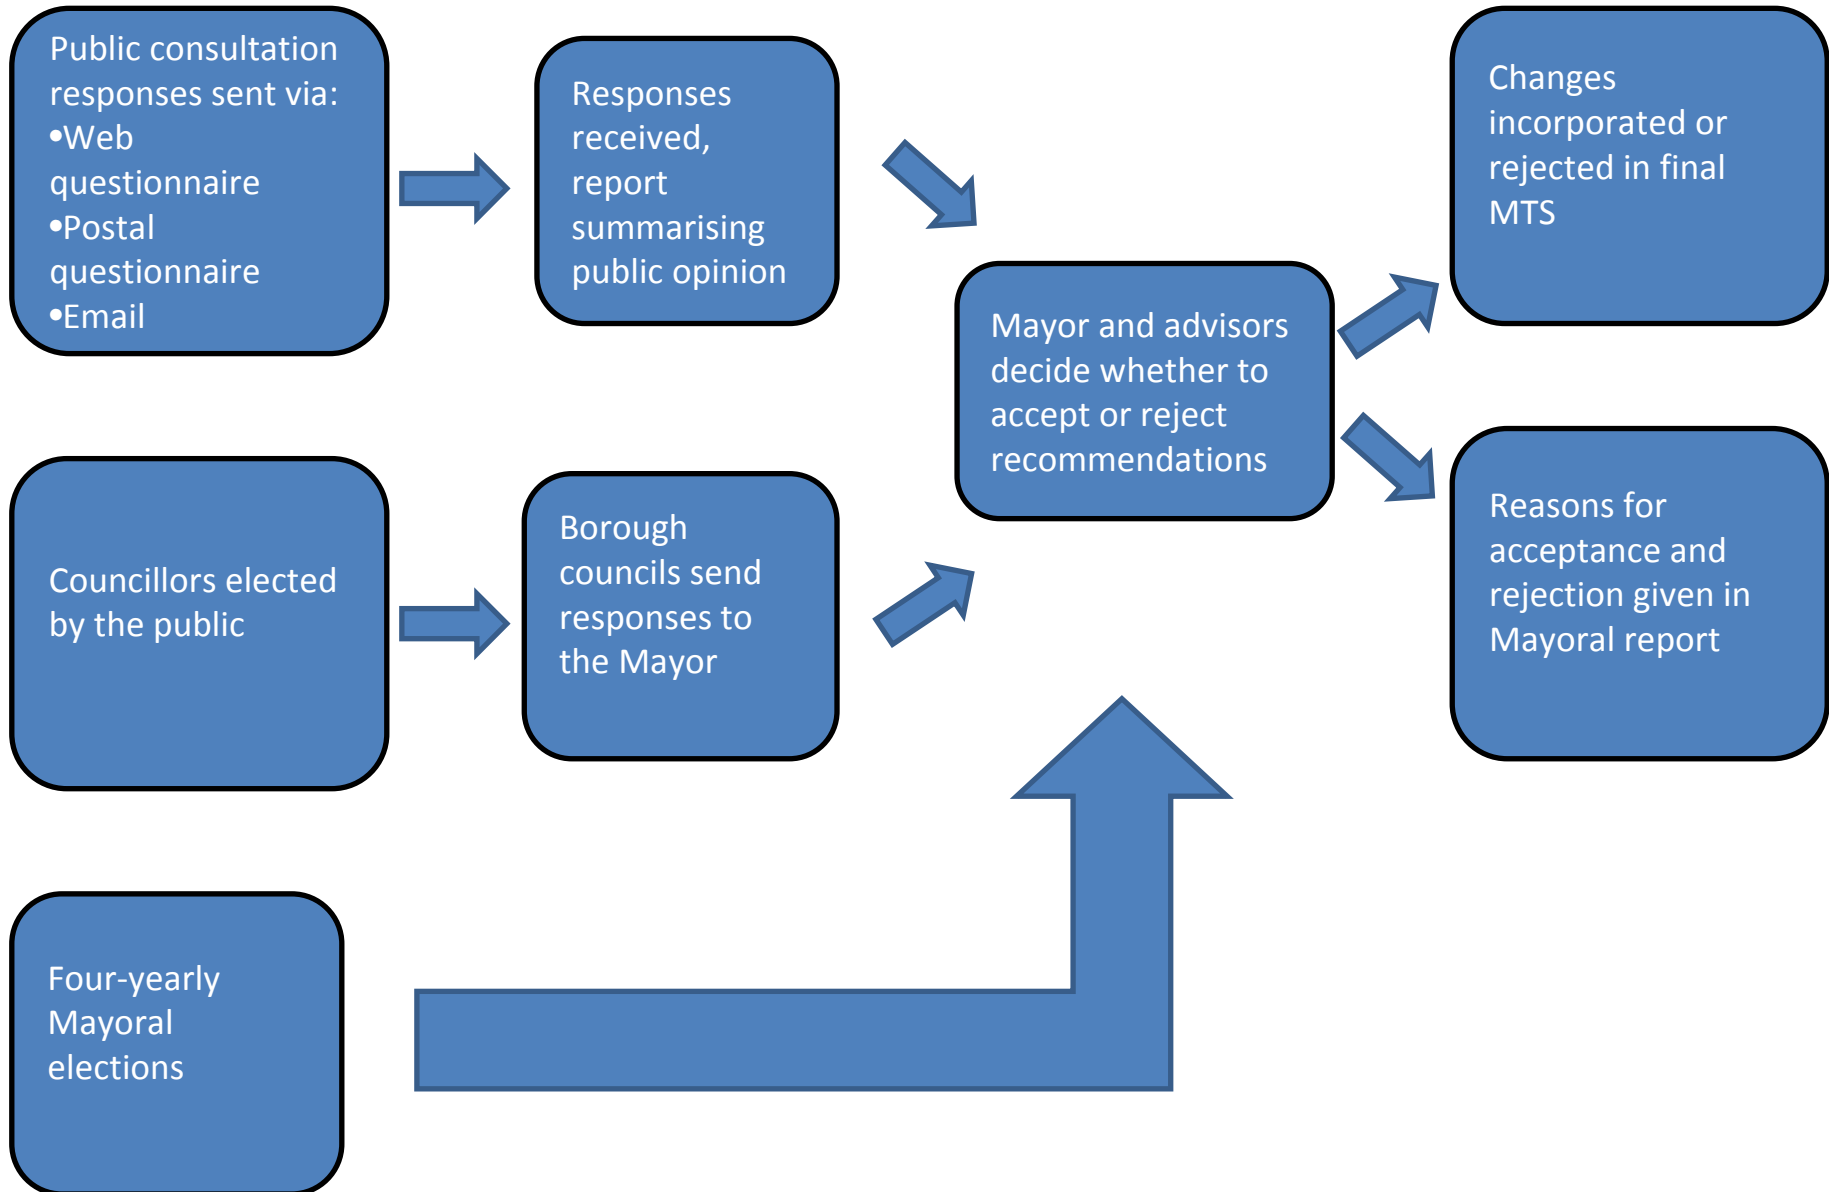 Public consultation
responses sent via:
•Web
questionnaire
•Postal
questionnaire
•Email
Responses
received,
report
summarising
public opinion
Changes
incorporated or
rejected in final
MTS
Mayor and advisors
decide whether to
accept or reject
recommendations
Councillors elected
by the public
Borough
councils send
responses to
the Mayor
Reasons for
acceptance and
rejection given in
Mayoral report
Four-yearly
Mayoral
elections